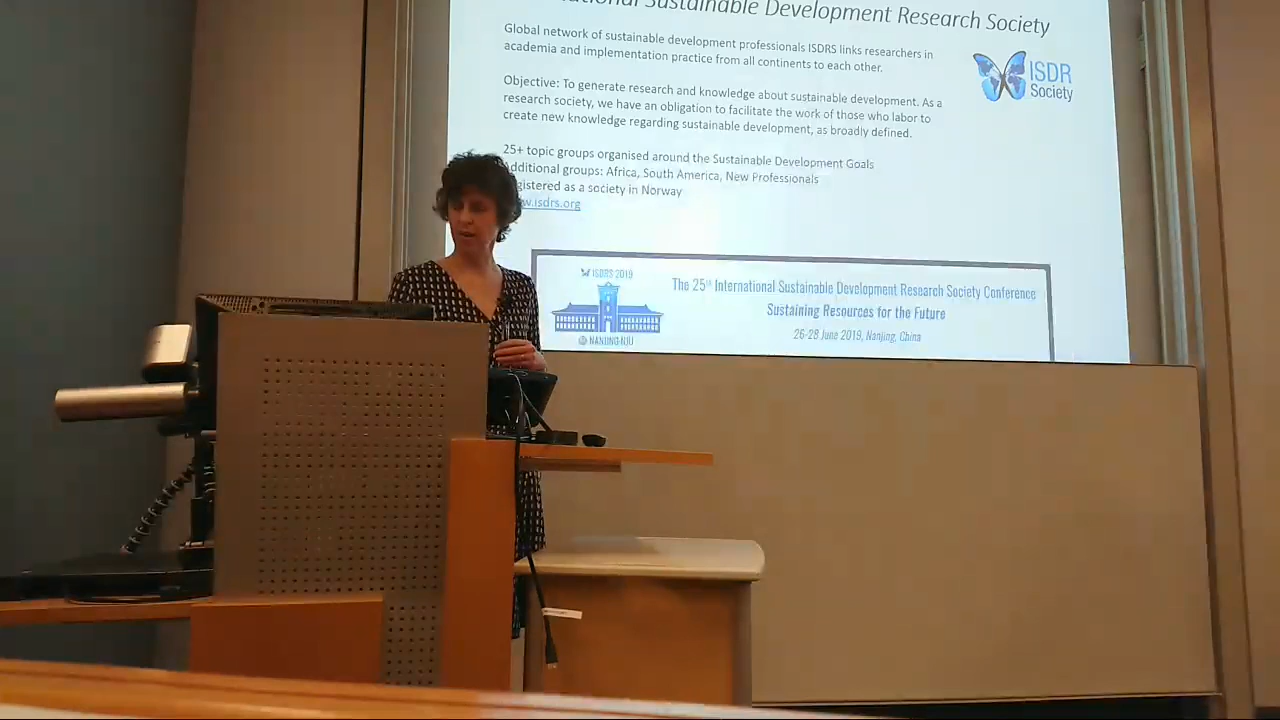 Sustainable Development Research Society
Global network of sustainable development professionals ISDRS links researchers in
academia and implementation practice from all continents to each other.
ISDR
Society
Objective: To generate research and knowledge about sustainable development. As a
research society, we have an obligation to facilitate the work of those who labor to
create new knowledge regarding sustainable development, as broadly defined.
25+ topic groups organised around the Sustainable Development Goals
dditional groups: Africa, South America, New Professionals
gistered as a society in Norway
w.isdrs.org
ISDRS 2019
NANJING·NJU
The 25th International Sustainable Development Research Society Conference
Sustaining Resources for the Future
26-28 June 2019, Nanjing, China